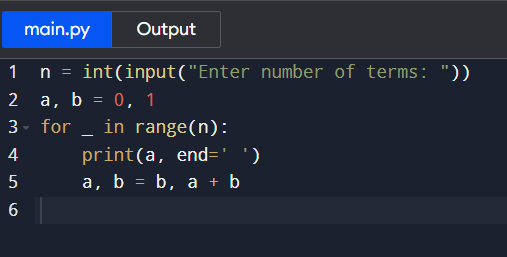 main.py Output
1 n = int(input("Enter number of terms: "))
2 a, b = 0, 1
3 for _ in range(n):
4     print(a, end=' ')
5     a, b = b, a + b
6